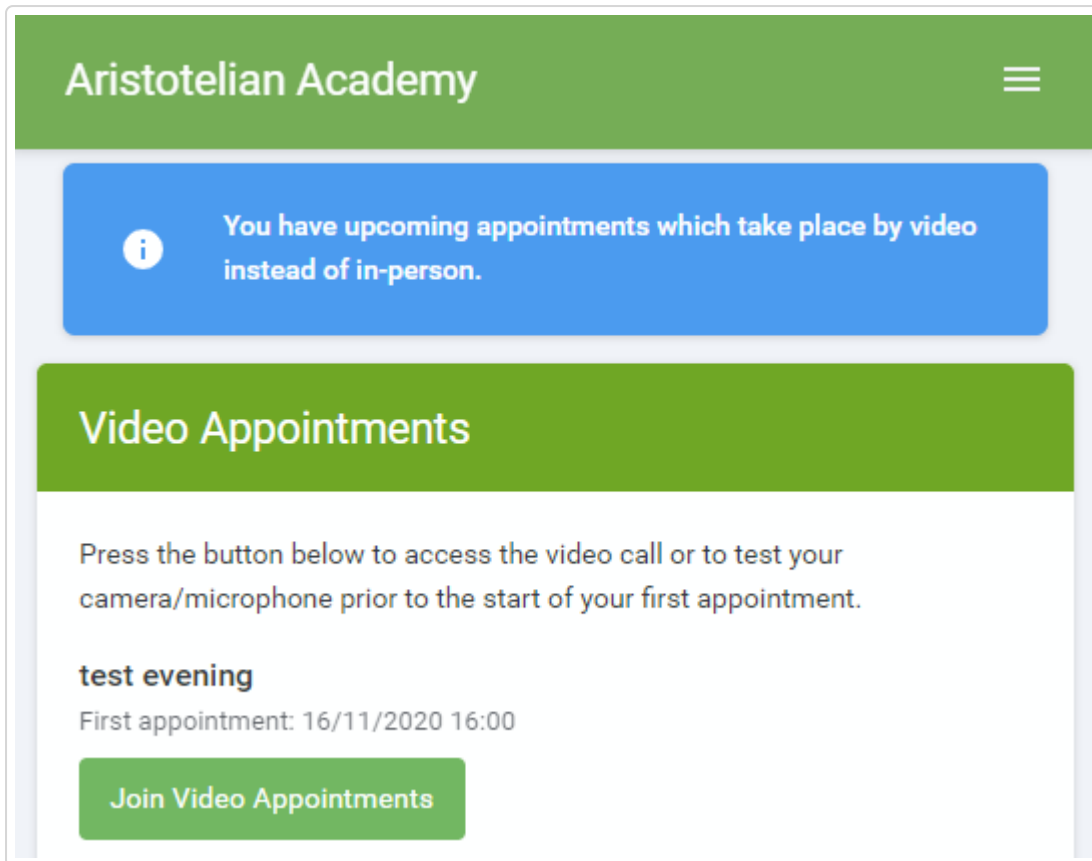 Aristotelian Academy
You have upcoming appointments which take place by video
instead of in-person.
Video Appointments
Press the button below to access the video call or to test your
camera/microphone prior to the start of your first appointment.
test evening
First appointment: 16/11/2020 16:00
Join Video Appointments